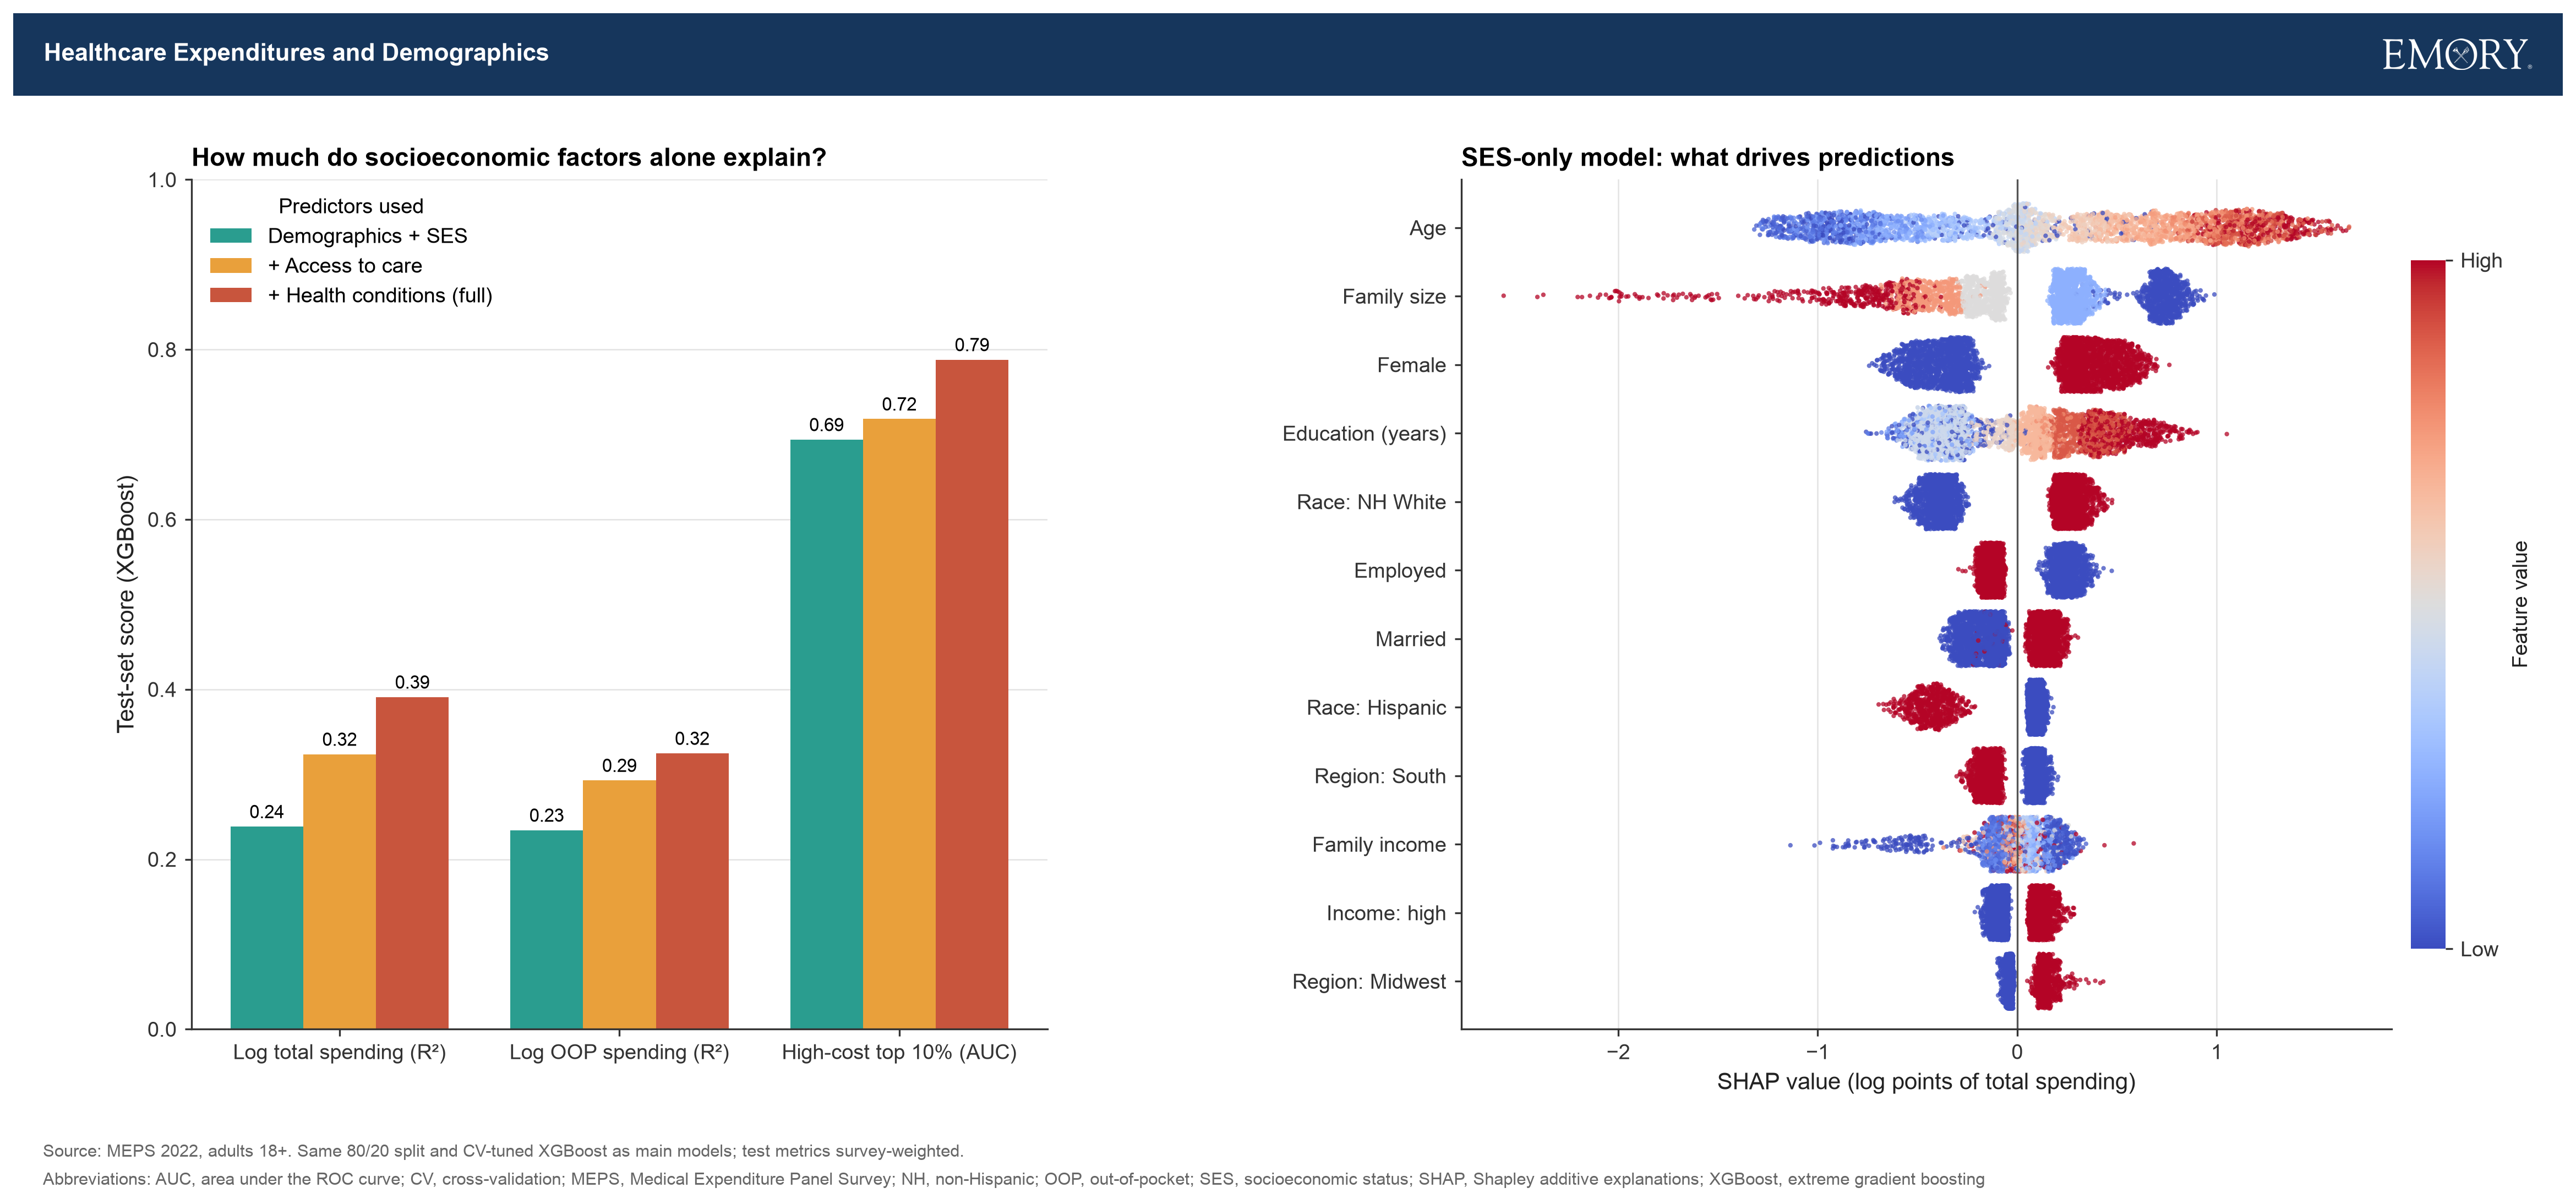 Healthcare Expenditures and Demographics
EMORY
How much do socioeconomic factors alone explain?
Test-set score (XGBoost)
1.0
0.8
0.6
0.4
0.2
0.0
Predictors used
Demographics + SES
+ Access to care
+ Health conditions (full)
0.24
0.32
0.39
0.23
0.29
0.32
0.69
0.72
0.79
Log total spending (R²)
Log OOP spending (R²)
High-cost top 10% (AUC)
SES-only model: what drives predictions
Age
Family size
Female
Education (years)
Race: NH White
Employed
Married
Race: Hispanic
Region: South
Family income
Income: high
Region: Midwest
−2
−1
0
1
SHAP value (log points of total spending)
High
Low
Feature value
Source: MEPS 2022, adults 18+. Same 80/20 split and CV-tuned XGBoost as main models; test metrics survey-weighted.
Abbreviations: AUC, area under the ROC curve; CV, cross-validation; MEPS, Medical Expenditure Panel Survey; NH, non-Hispanic; OOP, out-of-pocket; SES, socioeconomic status; SHAP, Shapley additive explanations; XGBoost, extreme gradient boosting